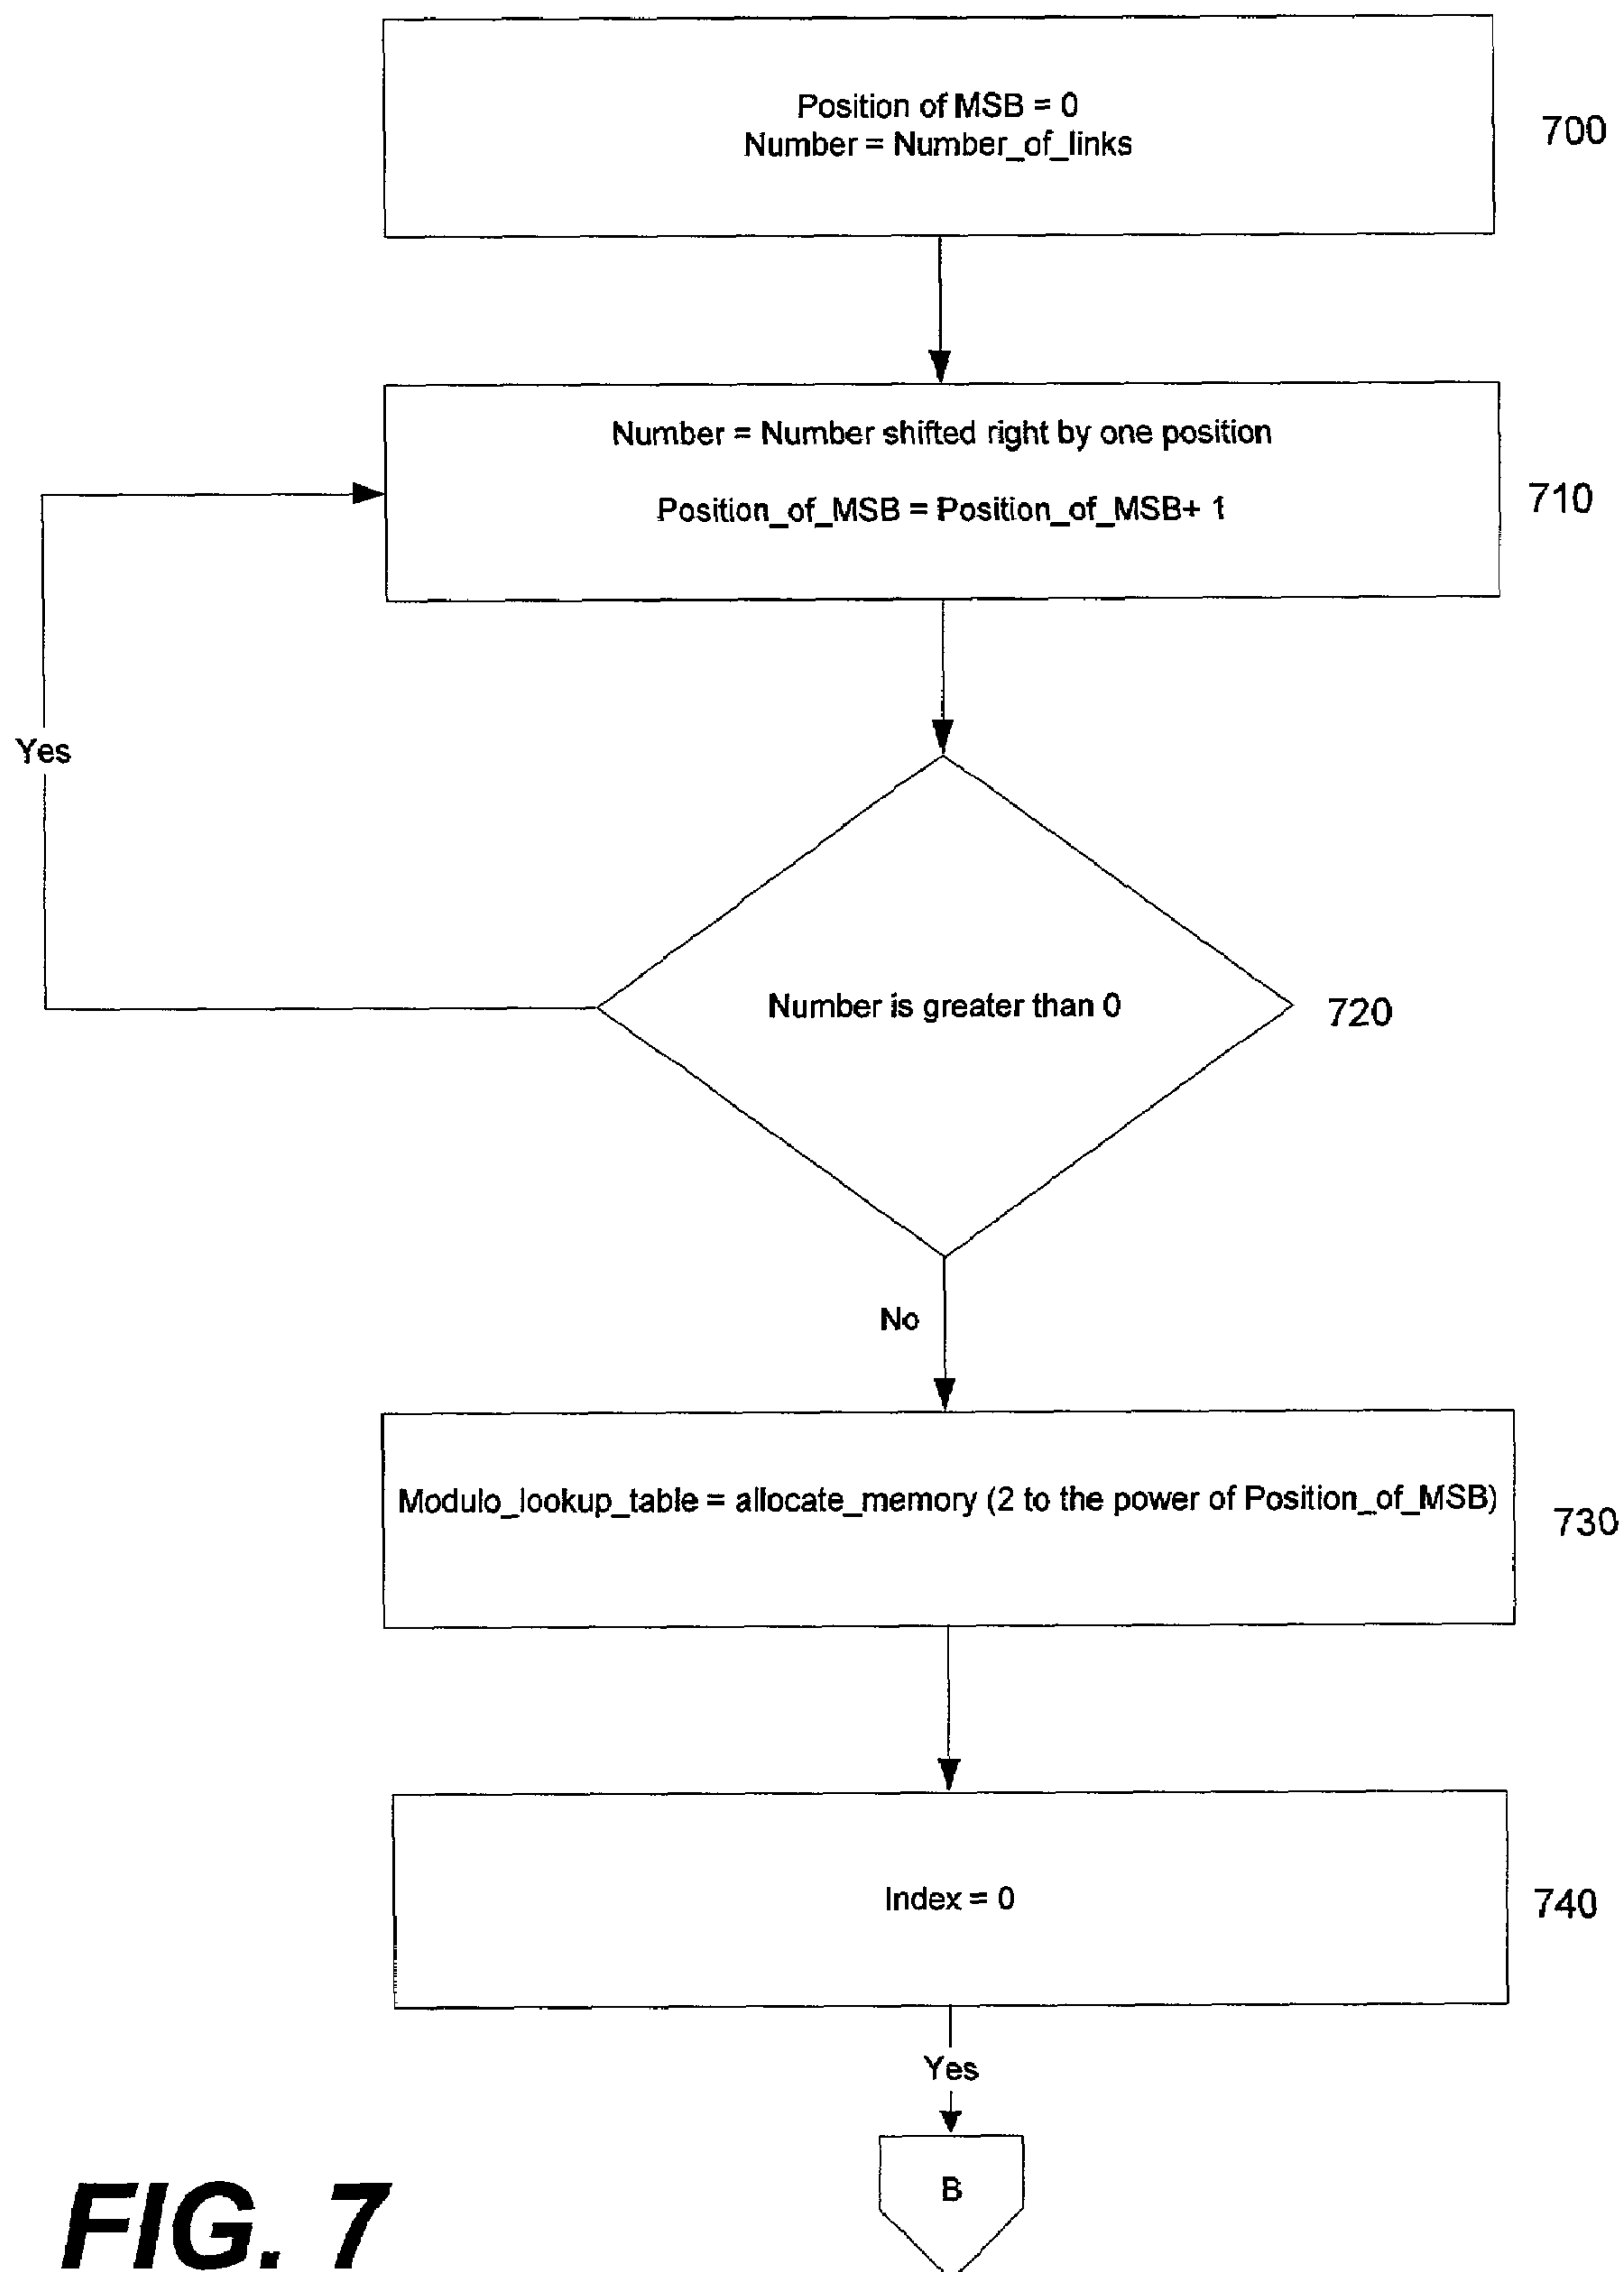 Position of MSB = 0
Number = Number_of_links
700
Number = Number shifted right by one position
Position_of_MSB = Position_of_MSB+ 1
710
Yes
Number is greater than 0
720
No
Modulo_lookup_table = allocate_memory (2 to the power of Position_of_MSB)
730
Index = 0
740
Yes
B
FIG. 7